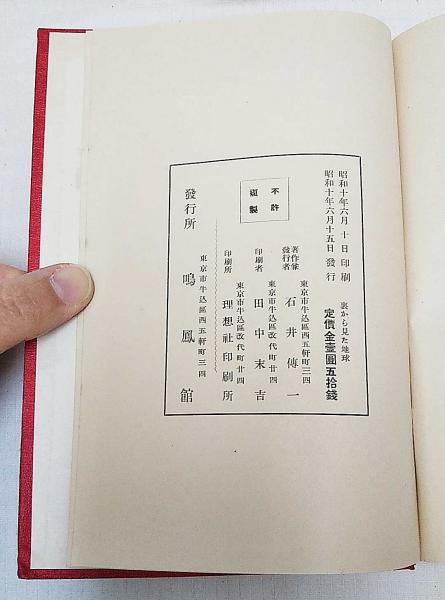 昭和十年六月十日印刷
昭和十年六月十五日發行
裏から見た地球
定價金壹圓五拾錢
不許
複製
著作兼
發行者
東京市牛込區西五軒町三四
石井傳一
印刷者
東京市牛込區改代町廿四
田中末吉
印刷所
東京市牛込區改代町廿四
理想社印刷所
發行所
東京市牛込區西五軒町三四
鳴鳳館